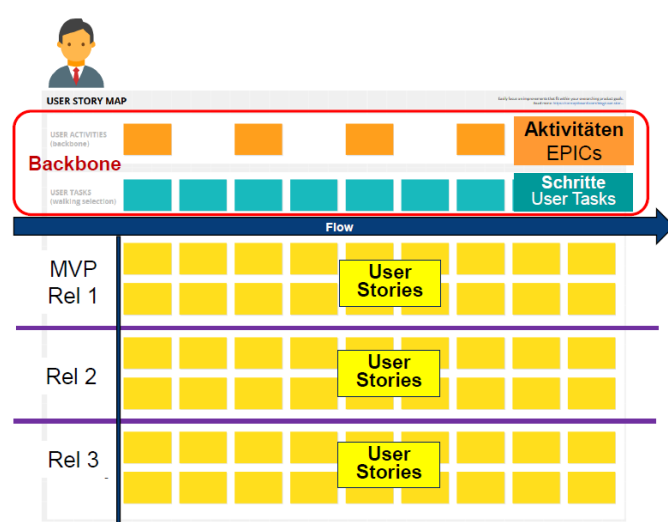 USER STORY MAP
USER ACTIVITIES
(backbone)
Aktivitäten
EPICs
Backbone
USER TASKS
(walking selection)
Schritte
User Tasks
Flow
MVP
Rel 1
User
Stories
Rel 2
User
Stories
Rel 3
User
Stories